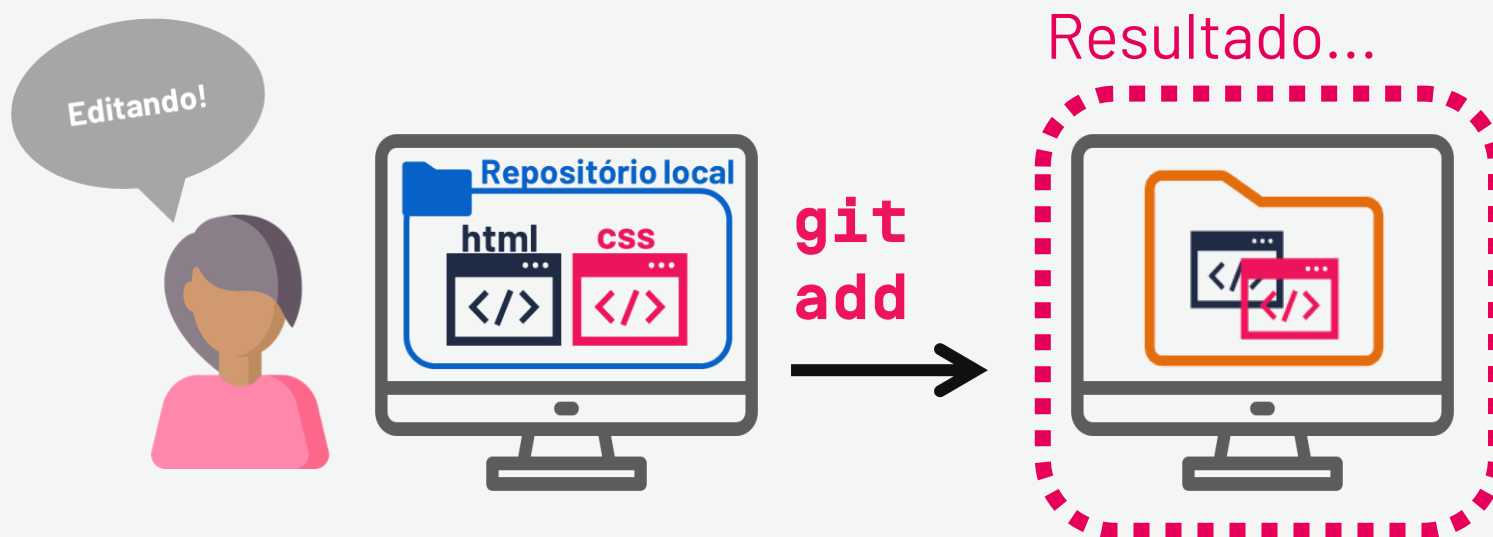 Resultado...
Editando!
Repositório local
html
css
</>
</>
git
add
</>
</>